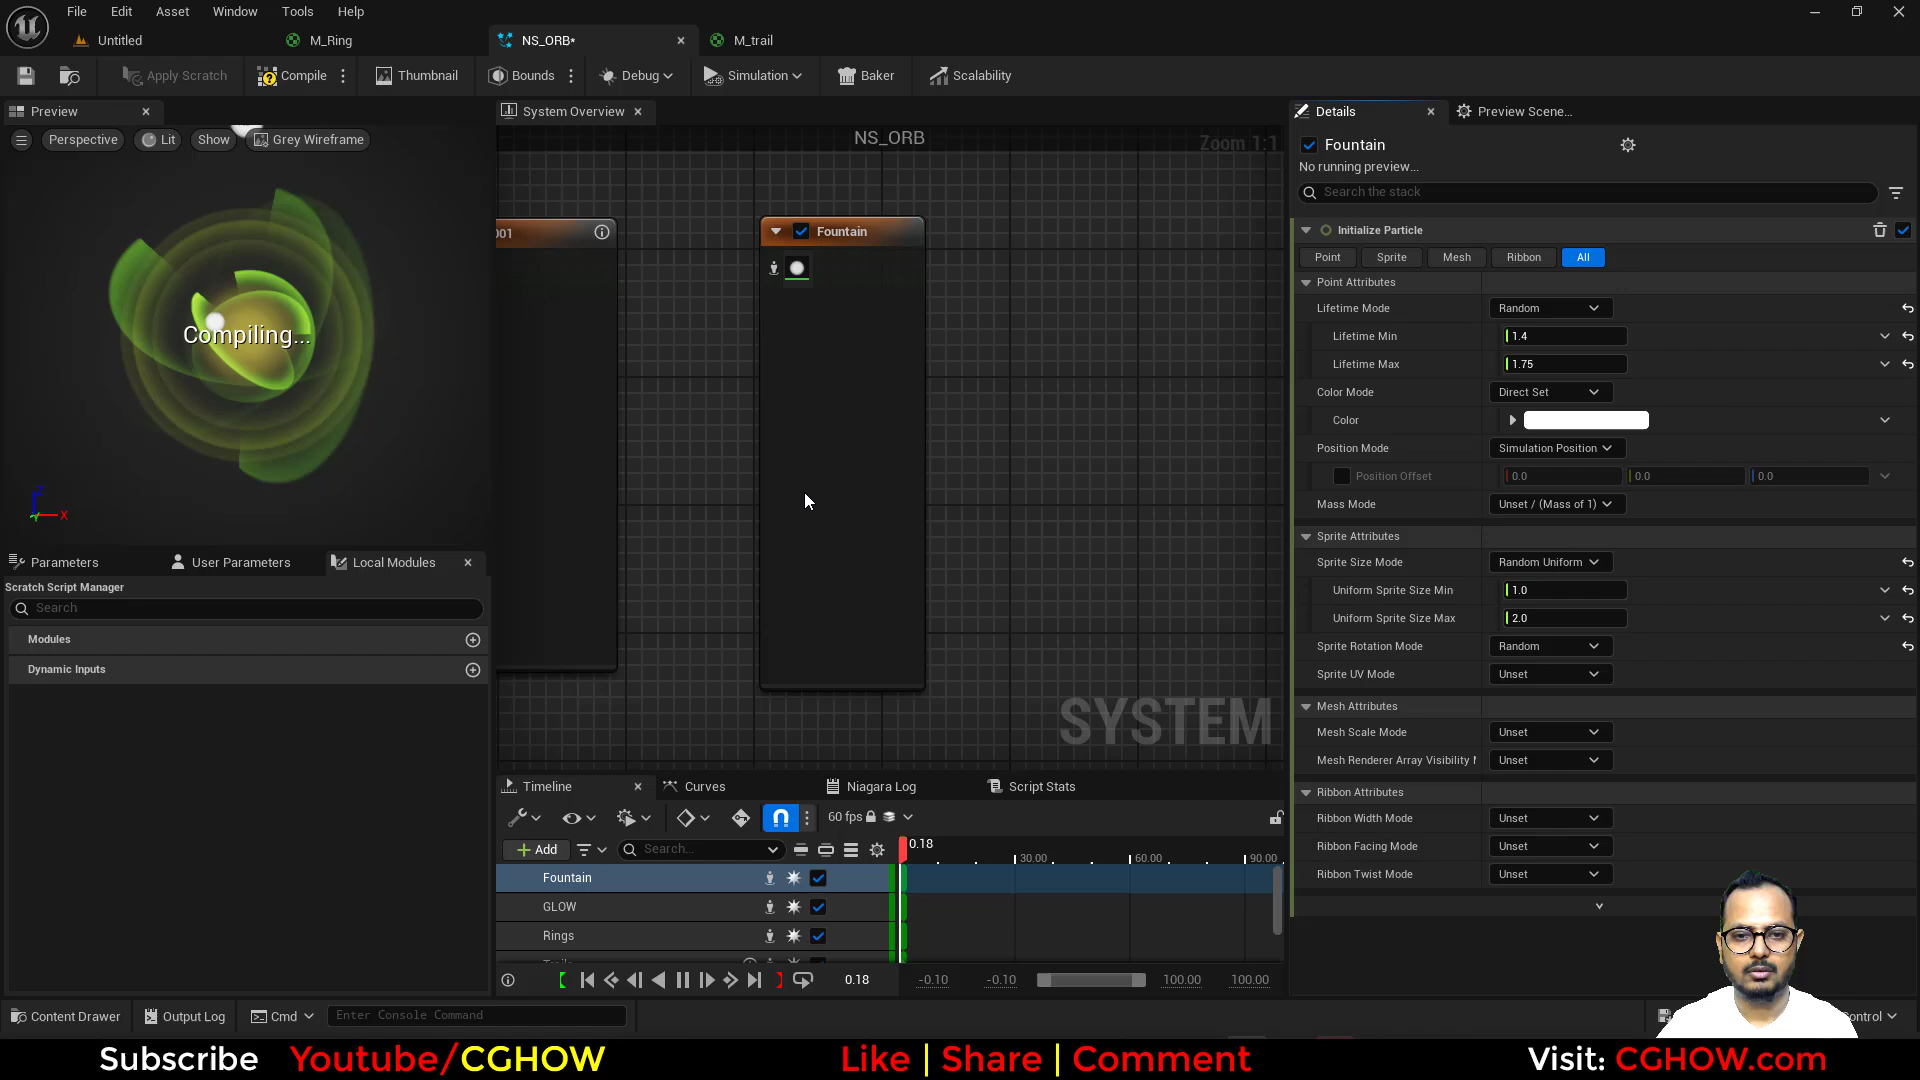 File Edit Asset Window Tools Help
Untitled M_Ring NS_ORB* M_trail
Apply Scratch Compile Thumbnail Bounds Debug Simulation Baker Scalability
Preview System Overview Details Preview Scene...
Perspective Lit Show Grey Wireframe
NS_ORB
Zoom 1:1
Fountain
No running preview...
Search the stack
001
Fountain
Compiling...
Z
X
SYSTEM
Initialize Particle
Point Sprite Mesh Ribbon All
Point Attributes
Lifetime Mode Random
Lifetime Min 1.4
Lifetime Max 1.75
Color Mode Direct Set
Color
Position Mode Simulation Position
Position Offset 0.0 0.0 0.0
Mass Mode Unset / (Mass of 1)
Sprite Attributes
Sprite Size Mode Random Uniform
Uniform Sprite Size Min 1.0
Uniform Sprite Size Max 2.0
Sprite Rotation Mode Random
Sprite UV Mode Unset
Mesh Attributes
Mesh Scale Mode Unset
Mesh Renderer Array Visibility Unset
Ribbon Attributes
Ribbon Width Mode Unset
Ribbon Facing Mode Unset
Ribbon Twist Mode Unset
Parameters User Parameters Local Modules
Scratch Script Manager
Search
Modules
Dynamic Inputs
Timeline Curves Niagara Log Script Stats
60 fps
Add Search... 0.18 30.00 60.00 90.00
Fountain
GLOW
Rings
0.18 -0.10 -0.10 100.00 100.00
Content Drawer Output Log Cmd Enter Console Command
Subscribe Youtube/CGHOW Like | Share | Comment Visit: CGHOW.com